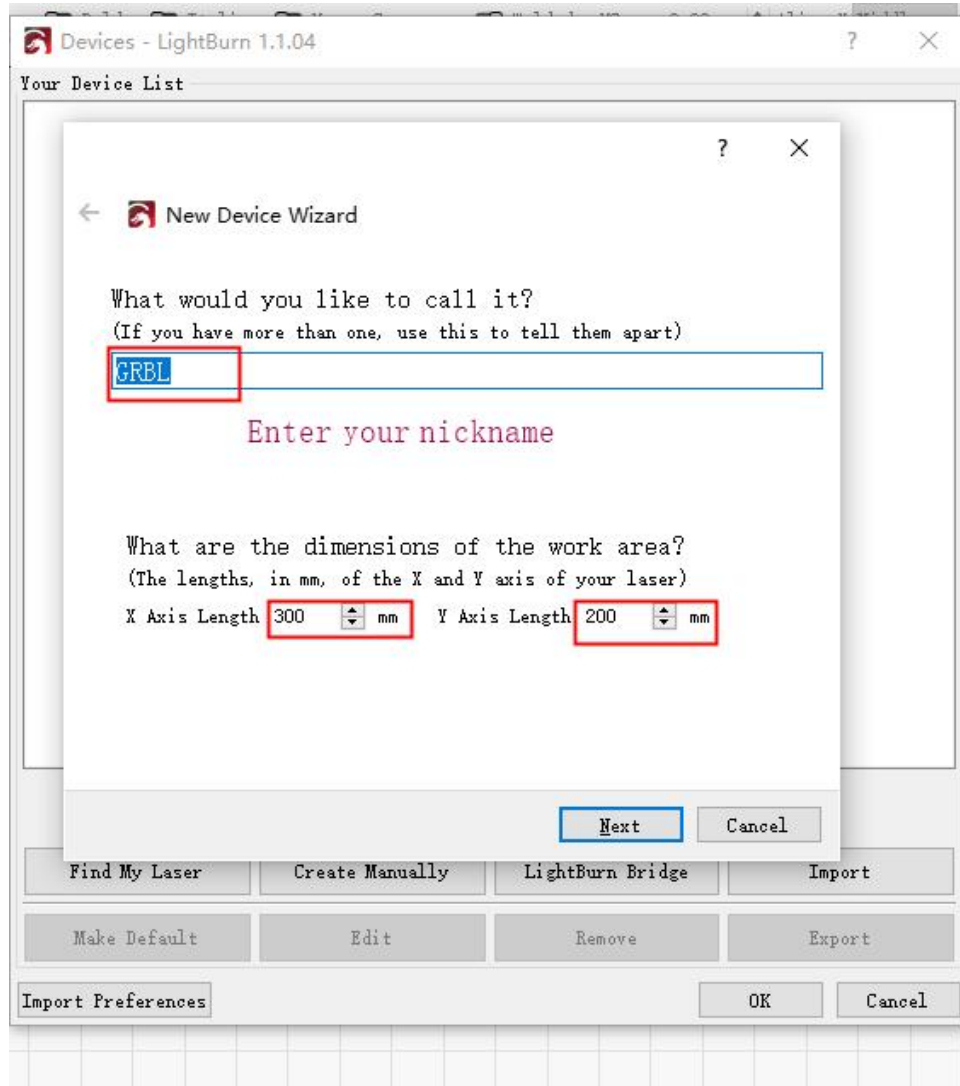 Devices - LightBurn 1.1.04
?
Your Device List
?
New Device Wizard
What would you like to call it?
(If you have more than one, use this to tell them apart)
GRBL
Enter your nickname
What are the dimensions of the work area?
(The lengths, in mm, of the X and Y axis of your laser)
X Axis Length 300 mm Y Axis Length 200 mm
Next Cancel
Find My Laser Create Manually LightBurn Bridge Import
Make Default Edit Remove Export
Import Preferences OK Cancel